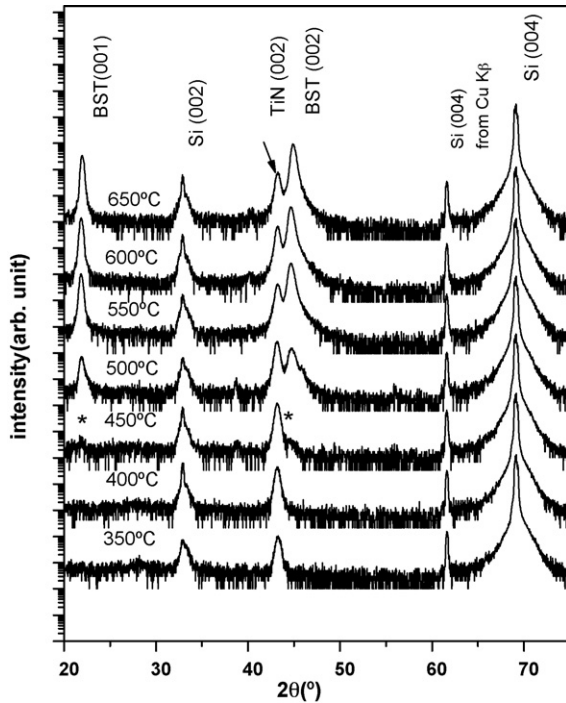 BST(001)
Si (002)
TiN (002)
BST (002)
Si (004)
from Cu Kβ
Si (004)
650ºC
600ºC
550ºC
500ºC
* 450ºC *
400ºC
350ºC
intensity(arb. unit)
20 30 40 50 60 70
2θ(º)